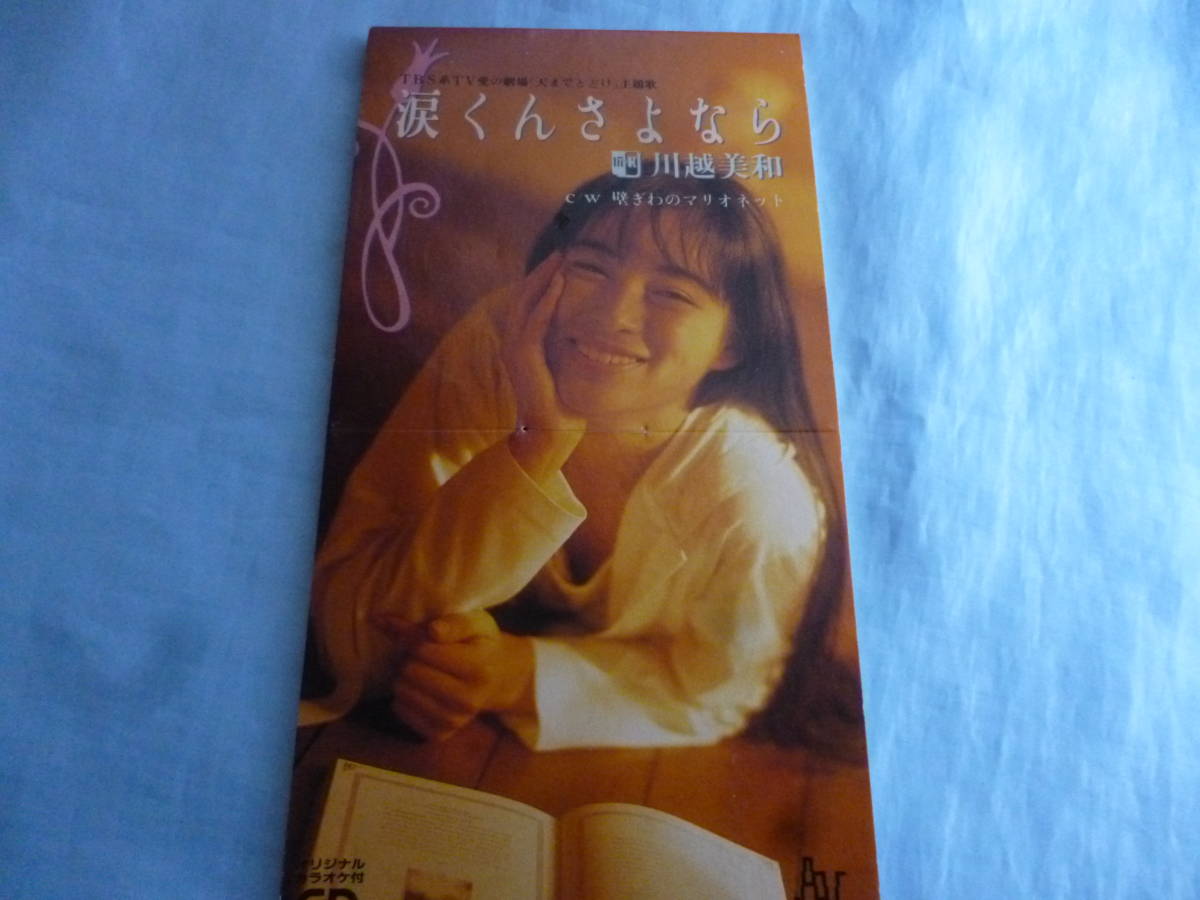 TBS系TV愛の劇場「天までとどけ」主題歌
涙くんさよなら
川越美和
C/W 壁ぎわのマリオネット
オリジナル
カラオケ付
CD